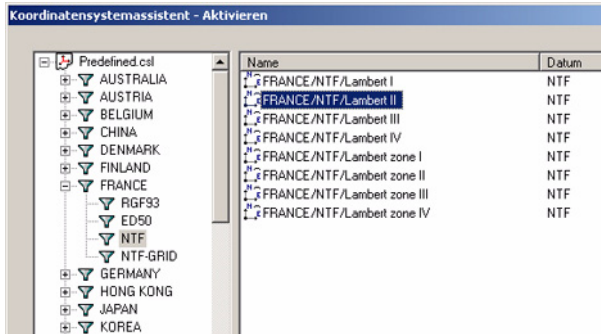 Koordinatensystemassistent - Aktivieren
Predefined.csl
AUSTRALIA
AUSTRIA
BELGIUM
CHINA
DENMARK
FINLAND
FRANCE
RGF93
ED50
NTF
NTF-GRID
GERMANY
HONG KONG
JAPAN
KOREA
Name Datum
FRANCE/NTF/Lambert I NTF
FRANCE/NTF/Lambert II NTF
FRANCE/NTF/Lambert III NTF
FRANCE/NTF/Lambert IV NTF
FRANCE/NTF/Lambert zone I NTF
FRANCE/NTF/Lambert zone II NTF
FRANCE/NTF/Lambert zone III NTF
FRANCE/NTF/Lambert zone IV NTF